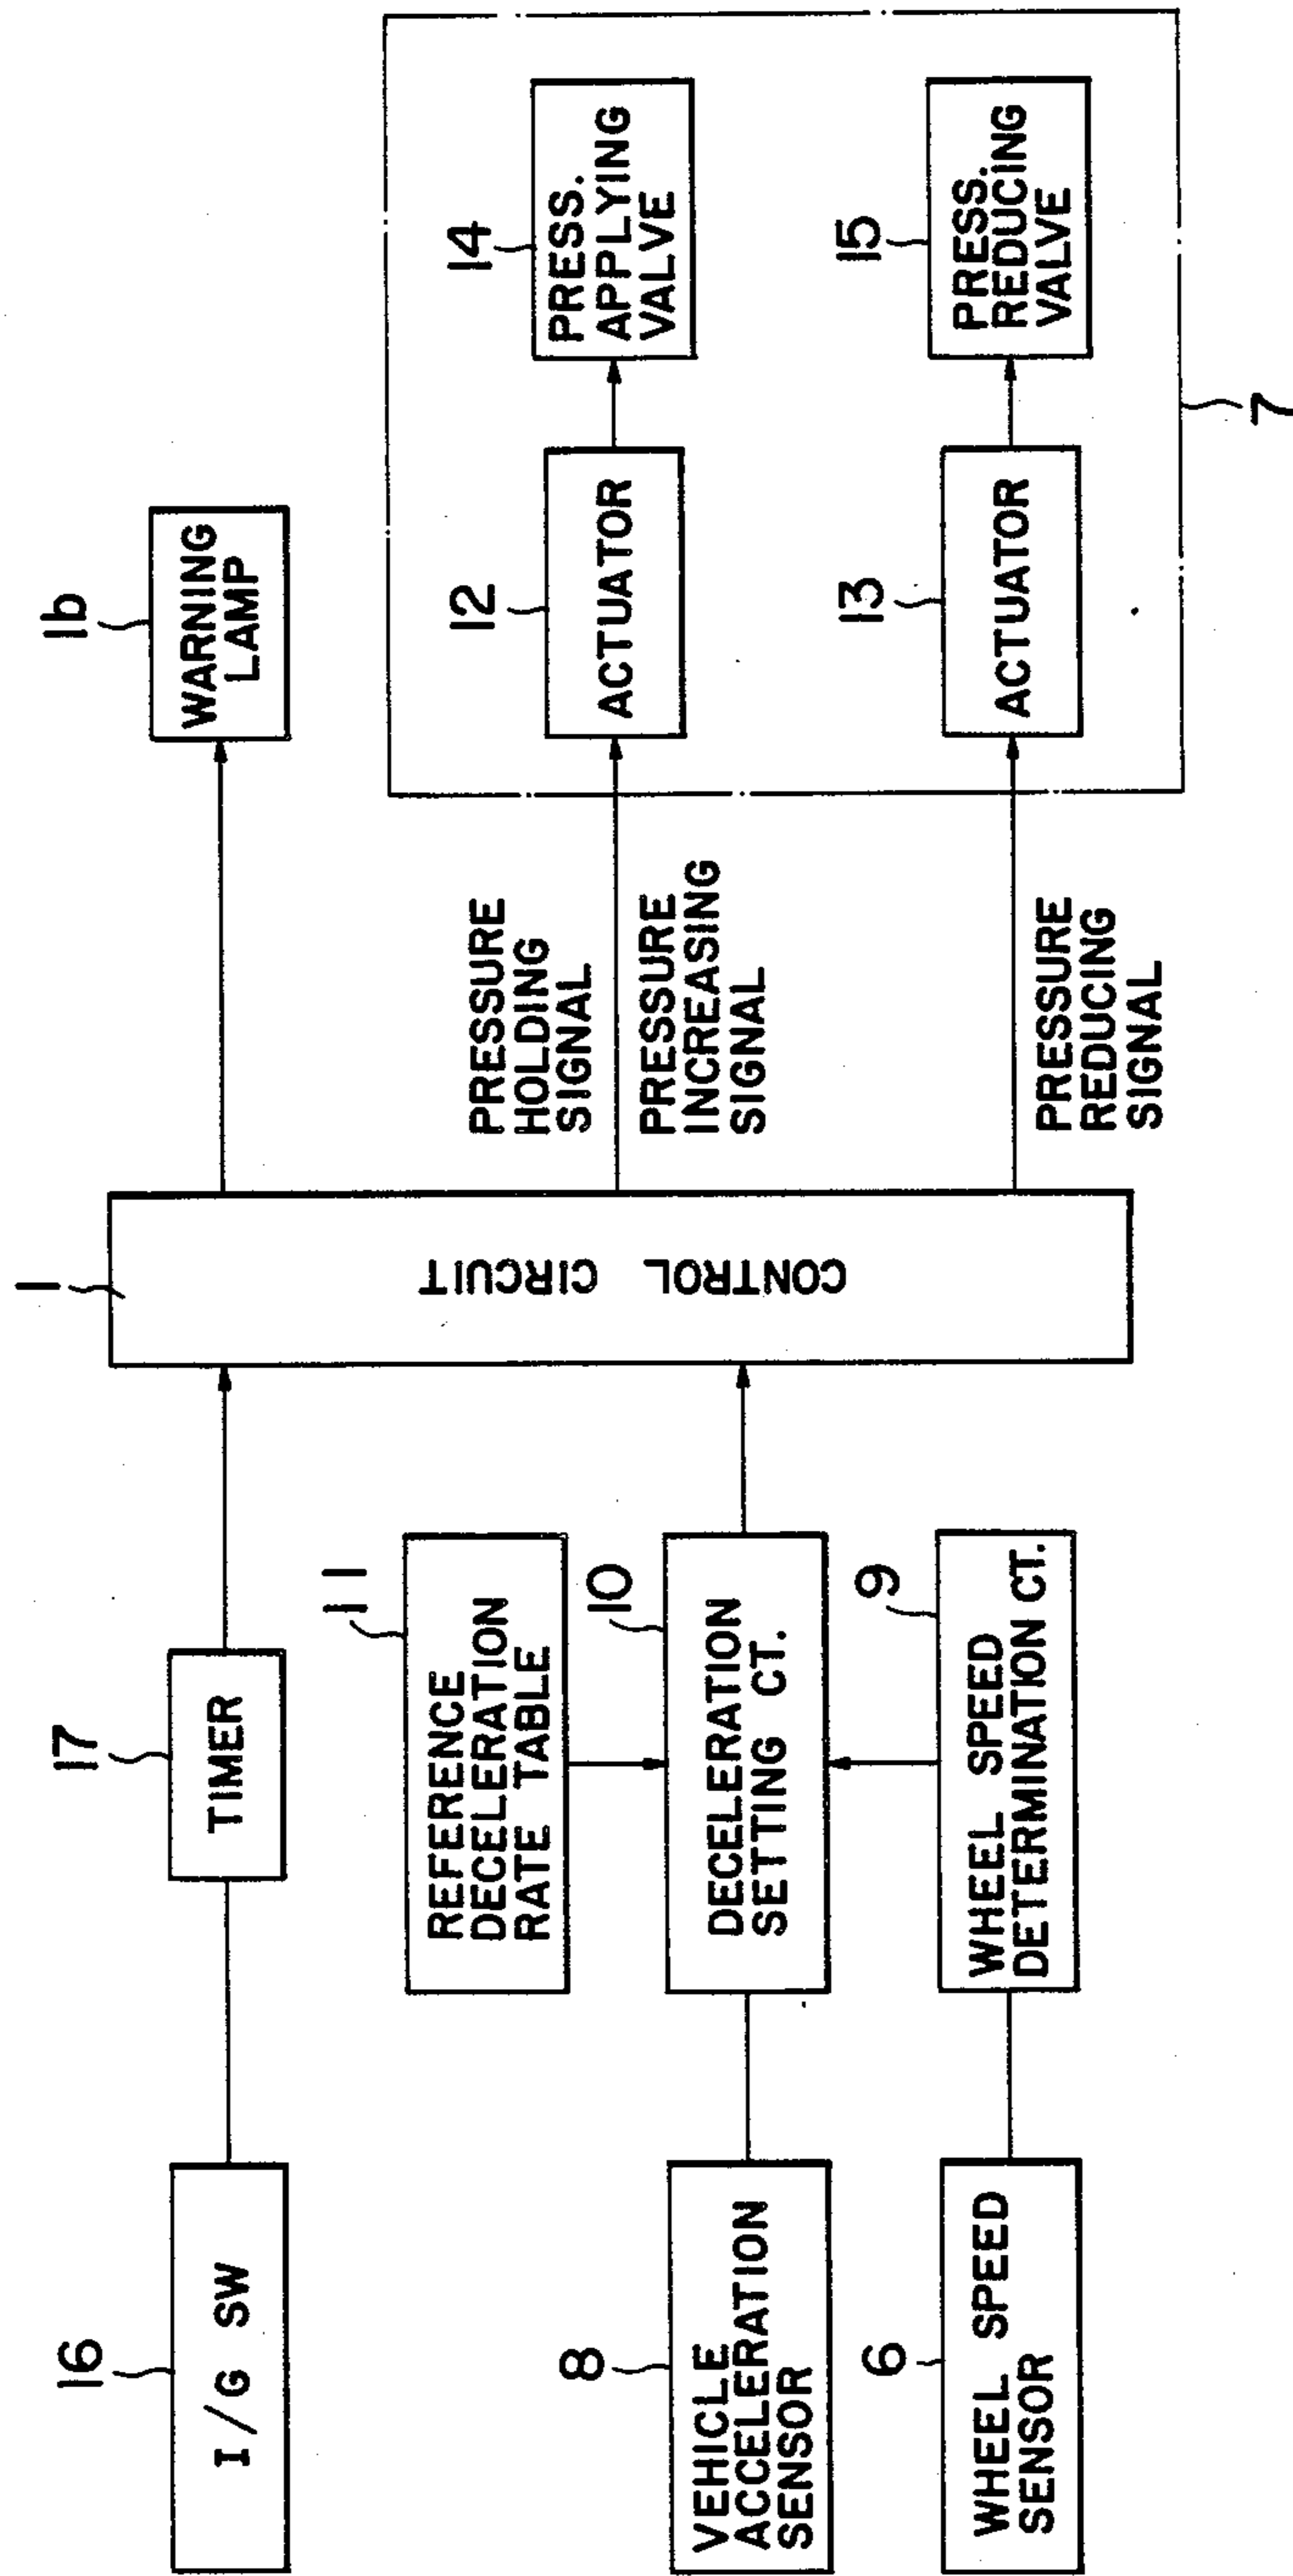 16
I/G SW
17
TIMER
1
CONTROL CIRCUIT
1b
WARNING
LAMP
11
REFERENCE
DECELERATION
RATE TABLE
8
VEHICLE
ACCELERATION
SENSOR
10
DECELERATION
SETTING CT.
6
WHEEL SPEED
SENSOR
9
WHEEL SPEED
DETERMINATION CT.
PRESSURE
HOLDING
SIGNAL
PRESSURE
INCREASING
SIGNAL
PRESSURE
REDUCING
SIGNAL
12
ACTUATOR
14
PRESS.
APPLYING
VALVE
13
ACTUATOR
15
PRESS.
REDUCING
VALVE
7